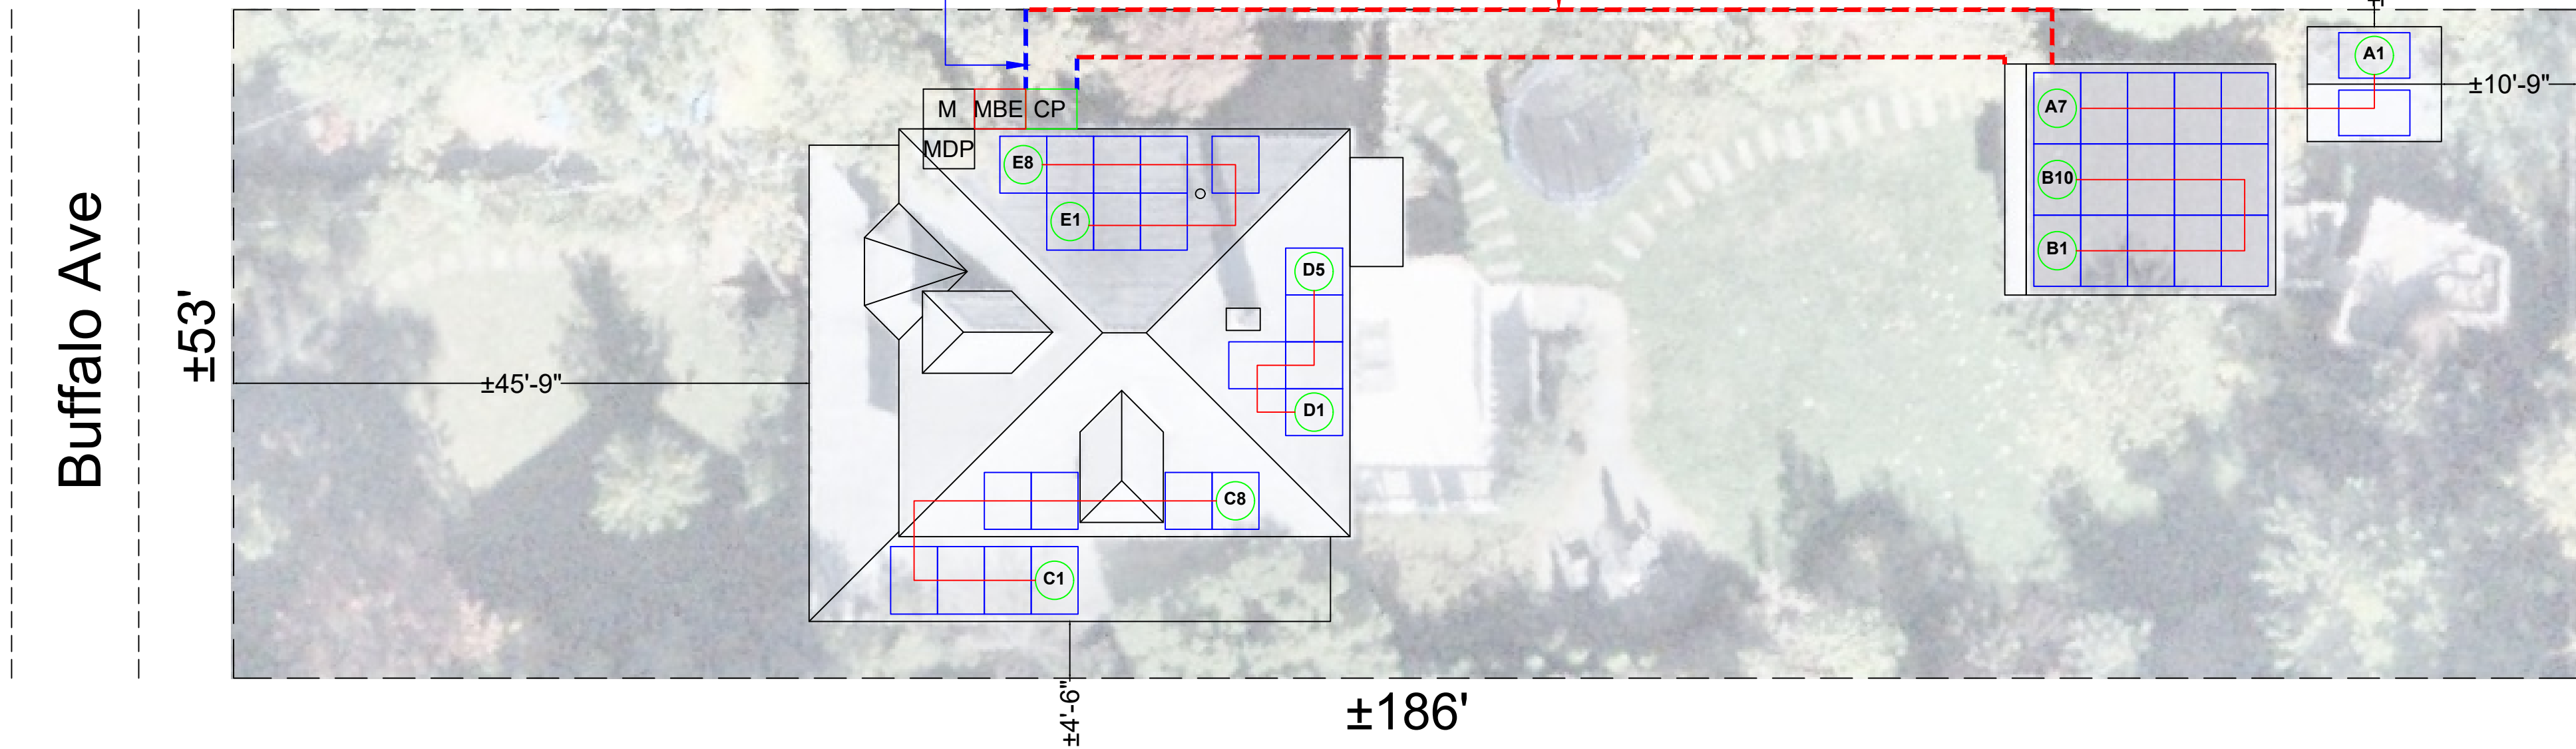 Buffalo Ave
±53'
±45'-9"
M
MBE
CP
MDP
E8
E1
D5
D1
C8
C1
±4'-6"
±186'
A7
B10
B1
A1
±10'-9"